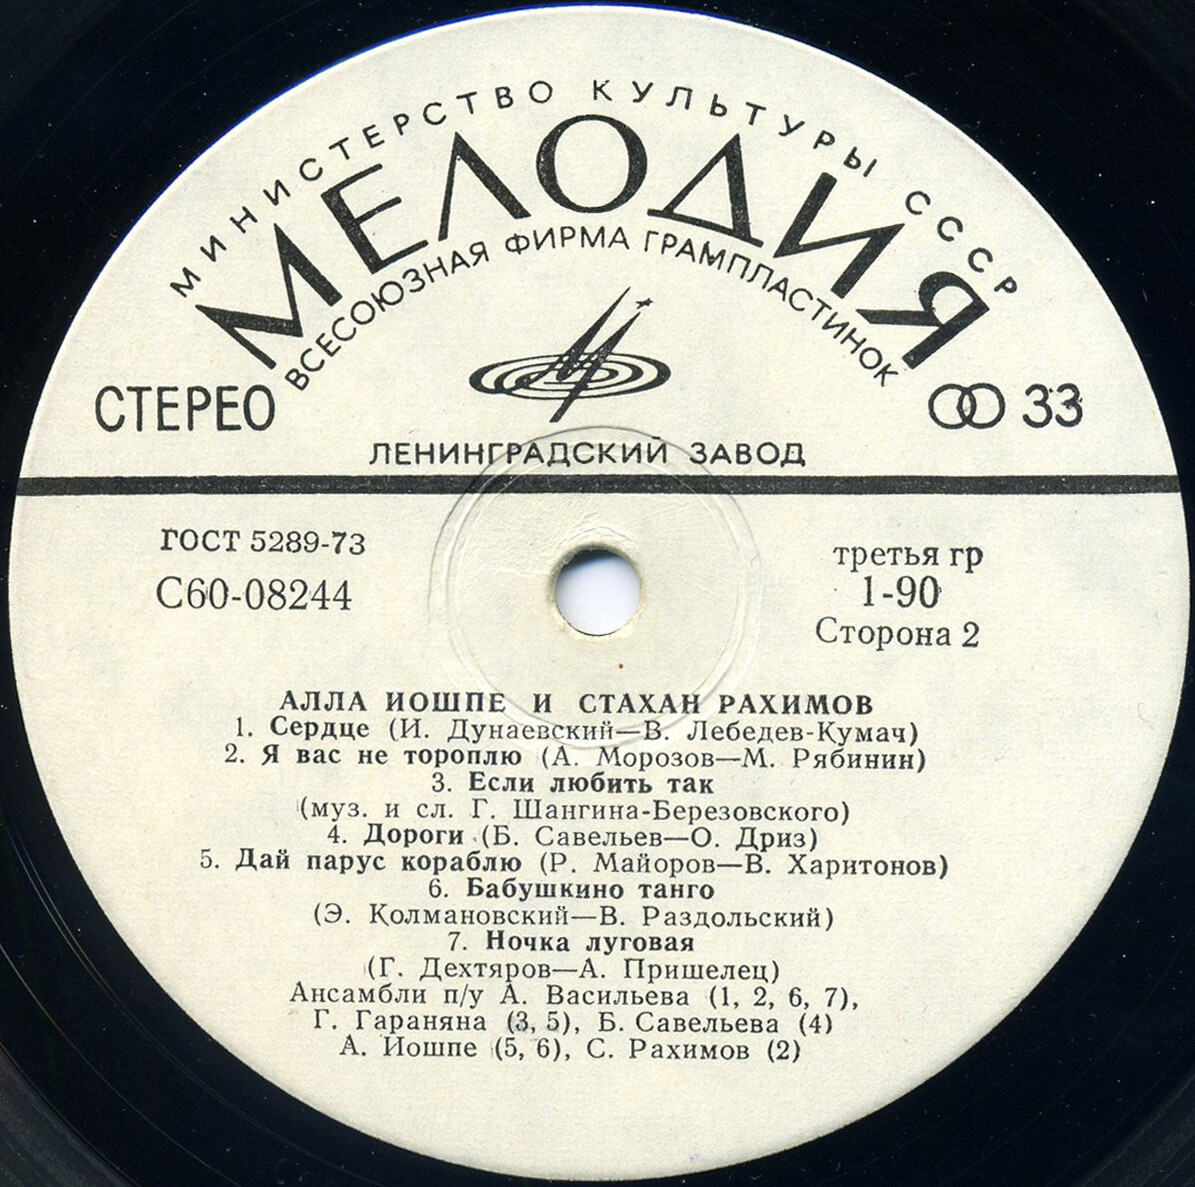 МИНИСТЕРСТВО КУЛЬТУРЫ СССР
МЕЛОДИЯ
ВСЕСОЮЗНАЯ ФИРМА ГРАМПЛАСТИНОК
СТЕРЕО
33
ЛЕНИНГРАДСКИЙ ЗАВОД
ГОСТ 5289-73
С60-08244
третья гр
1-90
Сторона 2
АЛЛА ИОШПЕ И СТАХАН РАХИМОВ
1. Сердце (И. Дунаевский—В. Лебедев-Кумач)
2. Я вас не тороплю (А. Морозов—М. Рябинин)
3. Если любить так
(муз. и сл. Г. Шангина-Березовского)
4. Дороги (Б. Савельев—О. Дриз)
5. Дай парус кораблю (Р. Майоров—В. Харитонов)
6. Бабушкино танго
(Э. Колмановский—В. Раздольский)
7. Ночка луговая
(Г. Дехтяров—А. Пришелец)
Ансамбли п/у А. Васильева (1, 2, 6, 7),
Г. Гараняна (3, 5), Б. Савельева (4)
А. Иошпе (5, 6), С. Рахимов (2)